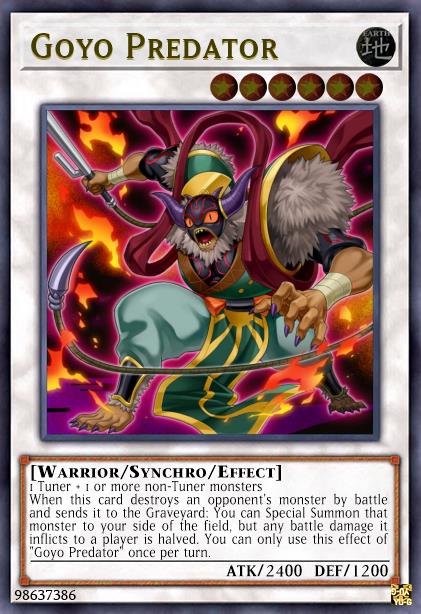 GOYO PREDATOR
EARTH
地
[WARRIOR/SYNCHRO/EFFECT]
1 Tuner + 1 or more non-Tuner monsters
When this card destroys an opponent's monster by battle
and sends it to the Graveyard: You can Special Summon that
monster to your side of the field, but any battle damage it
inflicts to a player is halved. You can only use this effect of
"Goyo Predator" once per turn.
ATK/2400 DEF/1200
98637386